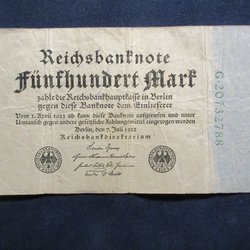 Reichsbanknote
Fünfhundert Mark
zahlt die Reichsbankhauptkasse in Berlin
gegen diese Banknote dem Einlieferer
Vom 1. April 1923 ab kann diese Banknote aufgerufen und unter
Umtausch gegen andere gesetzliche Zahlungsmittel eingezogen werden
Berlin, den 7. Juli 1922
Reichsbankdirektorium
G·20732788